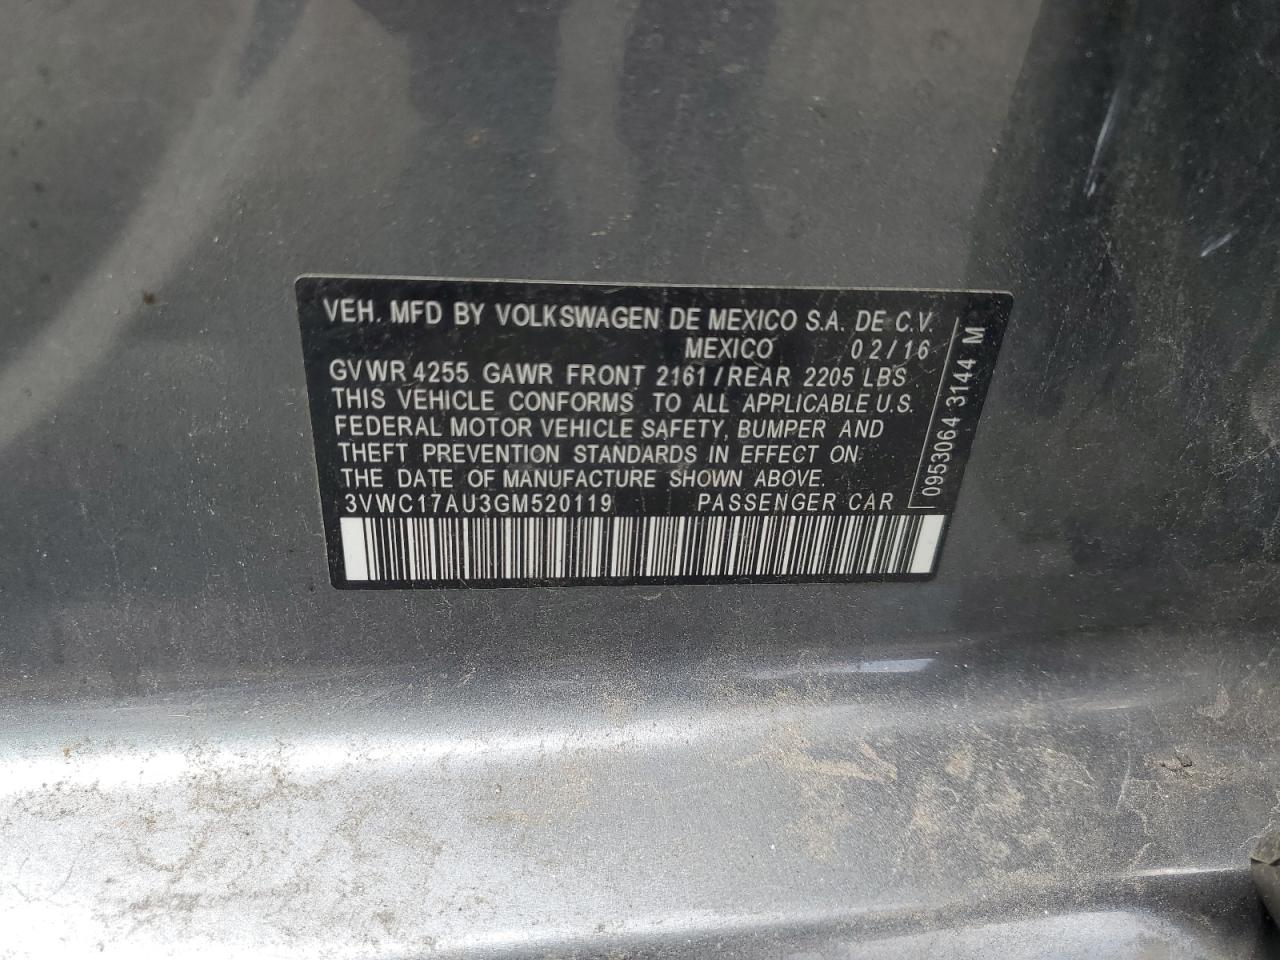 VEH. MFD BY VOLKSWAGEN DE MEXICO S.A. DE C.V.
MEXICO 02/16
GVWR 4255 GAWR FRONT 2161/REAR 2205 LBS
THIS VEHICLE CONFORMS TO ALL APPLICABLE U.S.
FEDERAL MOTOR VEHICLE SAFETY, BUMPER AND
THEFT PREVENTION STANDARDS IN EFFECT ON
THE DATE OF MANUFACTURE SHOWN ABOVE.
3VWC17AU3GM520119 PASSENGER CAR
0953064 3144 M